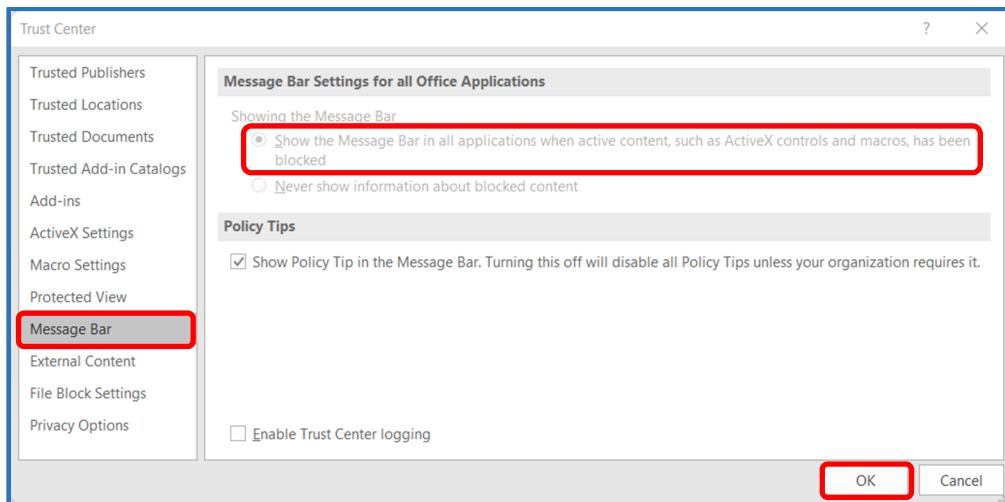 Trust Center
?
Trusted Publishers
Trusted Locations
Trusted Documents
Trusted Add-in Catalogs
Add-ins
ActiveX Settings
Macro Settings
Protected View
Message Bar
External Content
File Block Settings
Privacy Options
Message Bar Settings for all Office Applications
Showing the Message Bar
Show the Message Bar in all applications when active content, such as ActiveX controls and macros, has been
blocked
Never show information about blocked content
Policy Tips
Show Policy Tip in the Message Bar. Turning this off will disable all Policy Tips unless your organization requires it.
Enable Trust Center logging
OK
Cancel